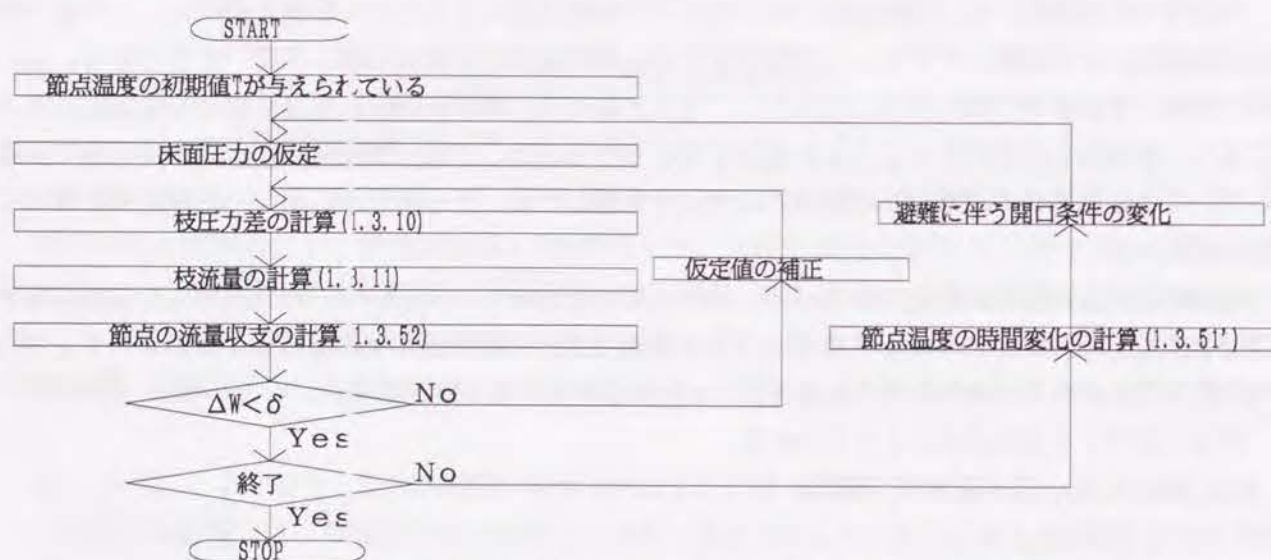 START
節点温度の初期値Tが与えられている
床面圧力の仮定
枝圧力差の計算(1.3.10)
避難に伴う開口条件の変化
枝流量の計算(1.3.11)
仮定値の補正
節点の流量収支の計算 1.3.52)
節点温度の時間変化の計算(1.3.51')
ΔW<δ
No
Yes
終了
No
Yes
STOP